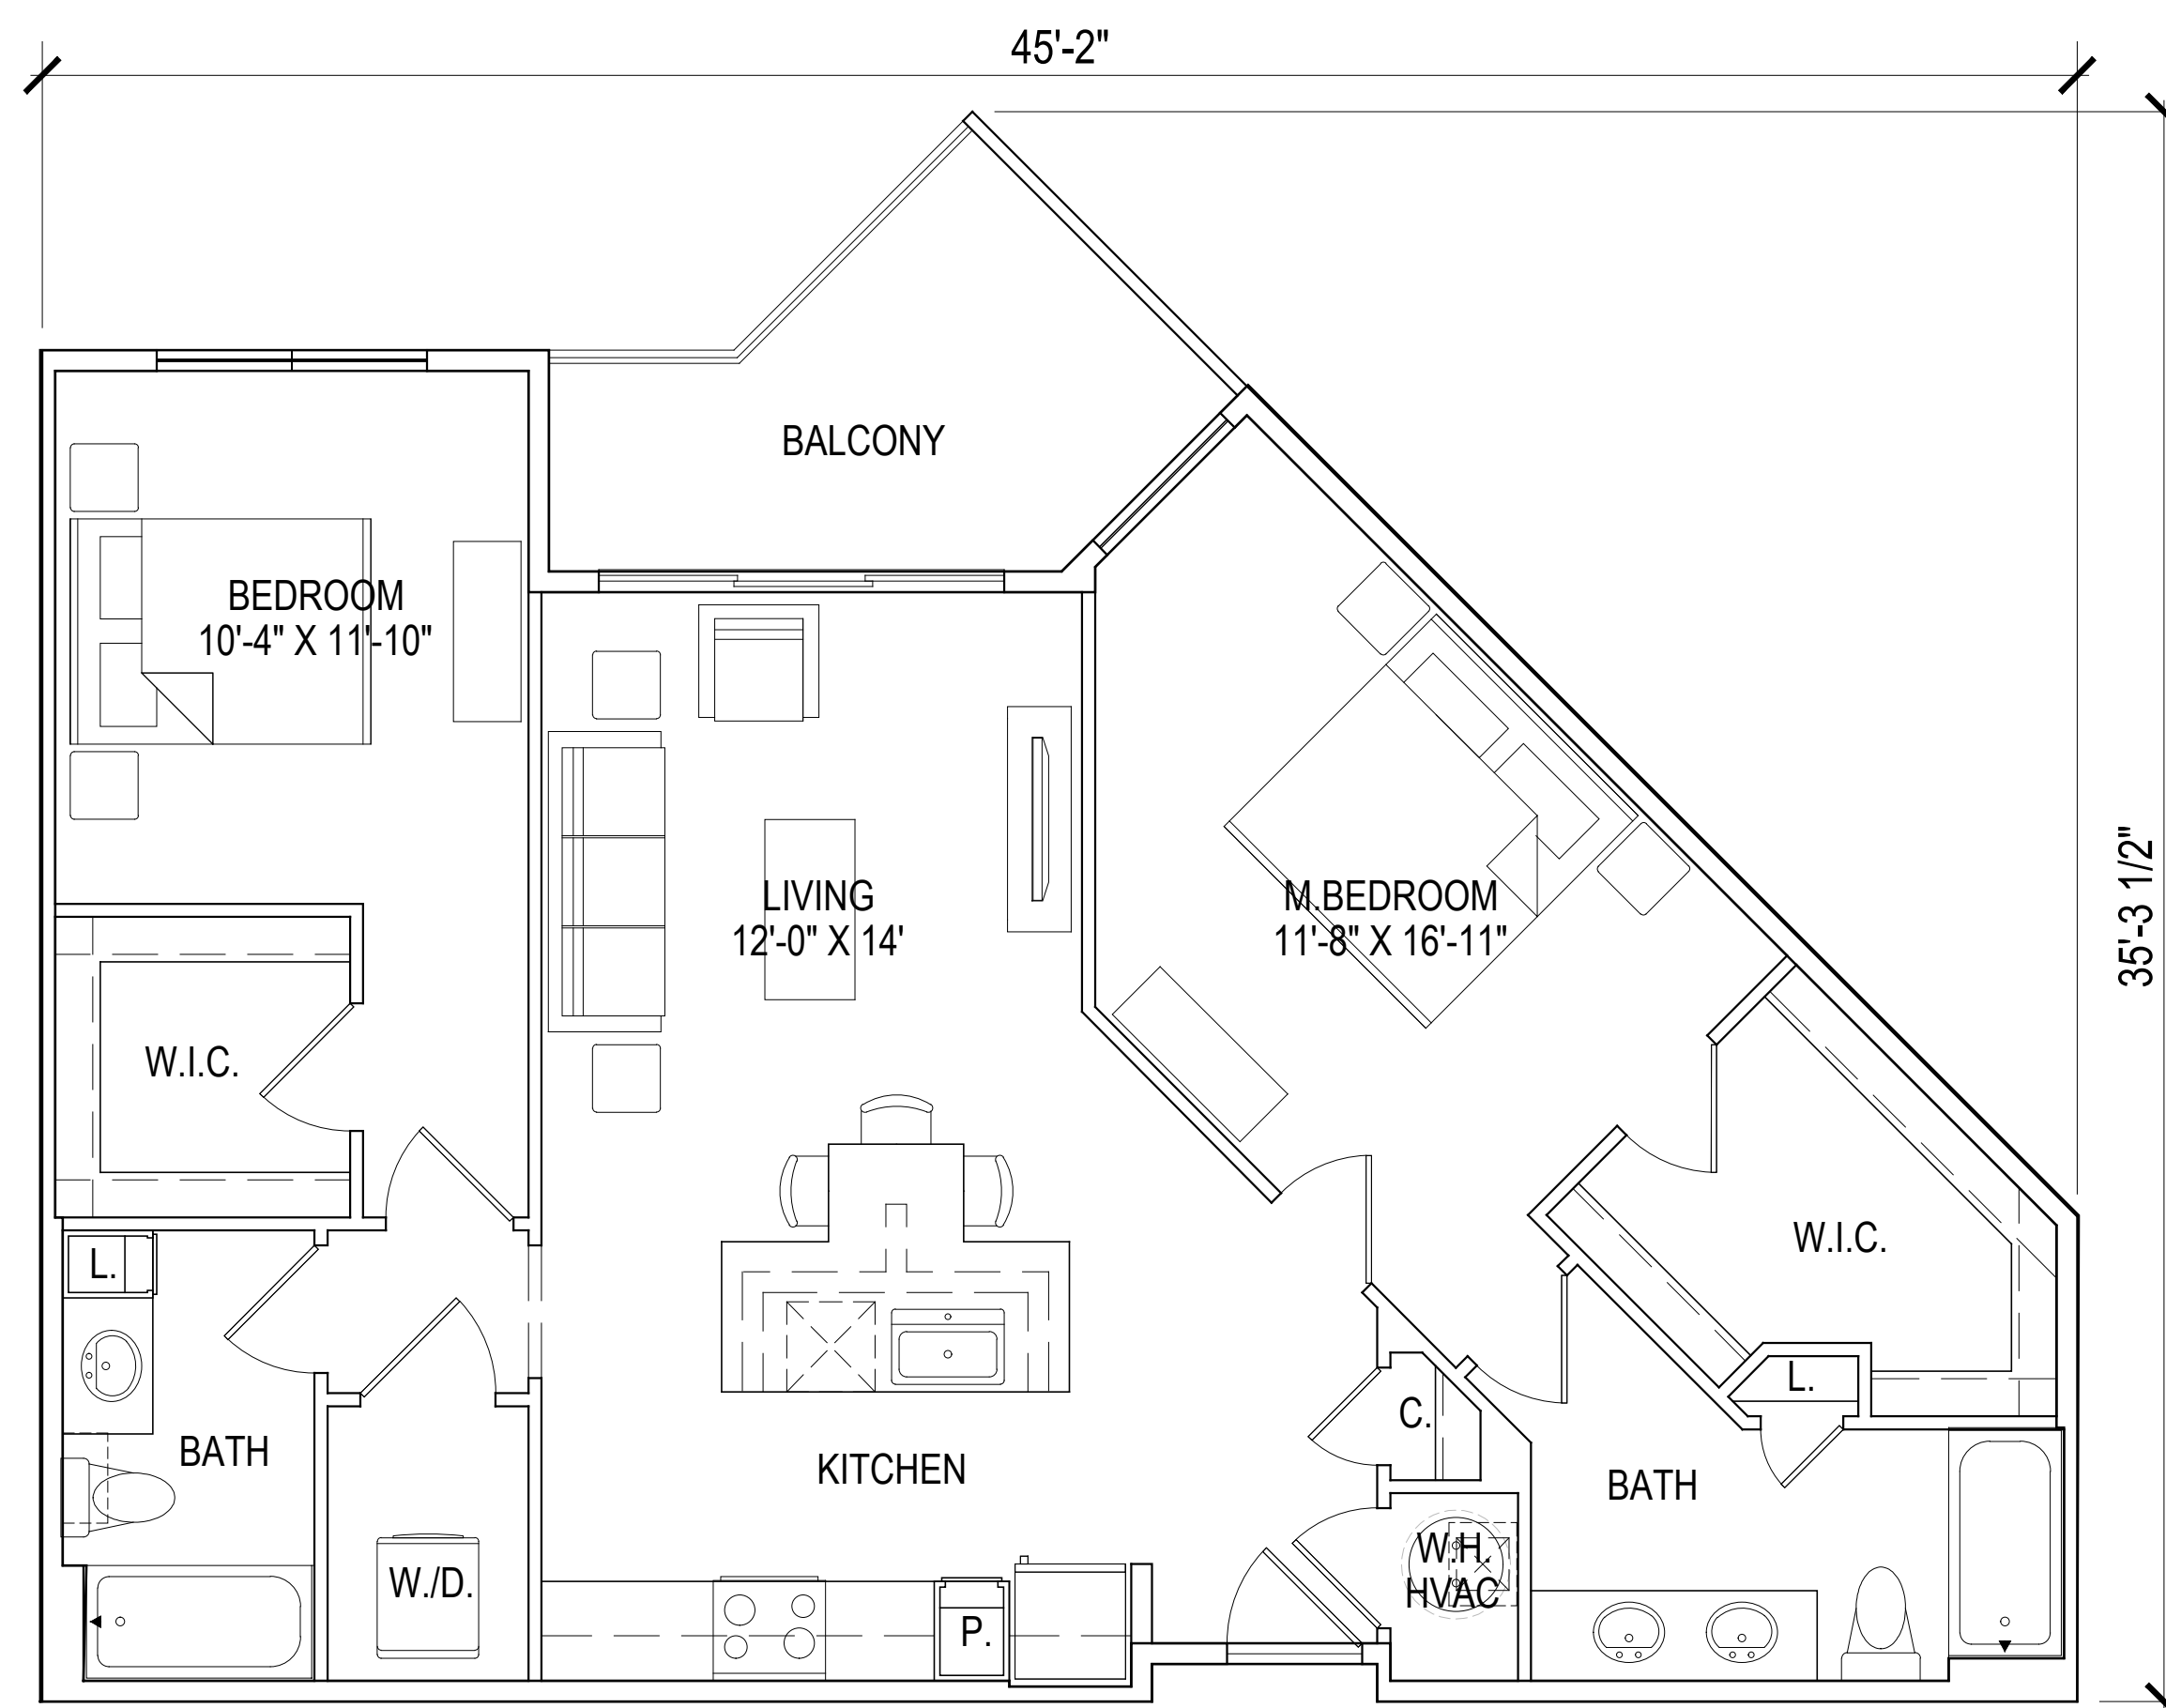 45'-2"
BALCONY
BEDROOM
10'-4" X 11'-10"
LIVING
12'-0" X 14'
M.BEDROOM
11'-8" X 16'-11"
35'-3 1/2"
W.I.C.
W.I.C.
L.
L.
C.
BATH
KITCHEN
BATH
W./D.
P.
W.H.
HVAC